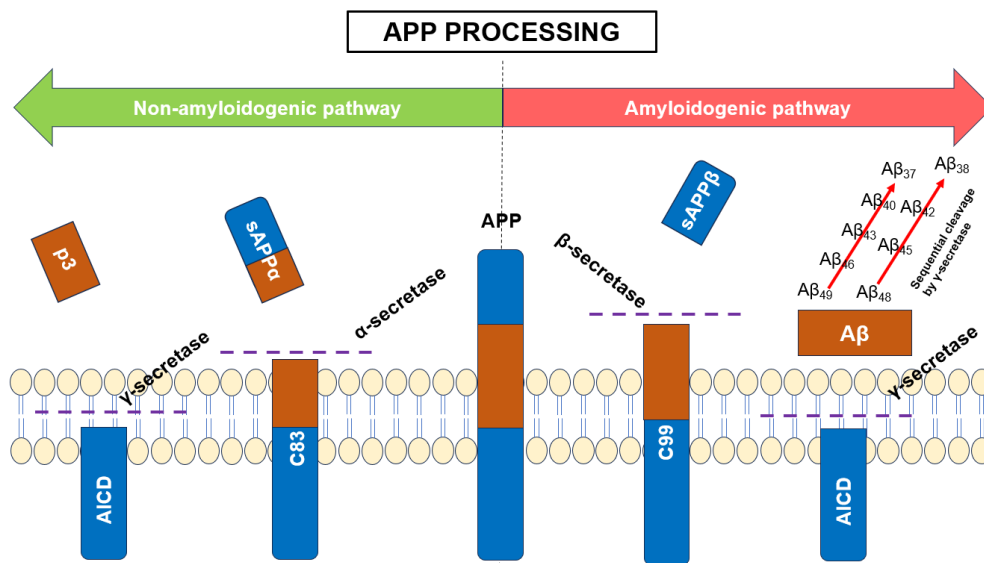 APP PROCESSING
Non-amyloidogenic pathway
Amyloidogenic pathway
p3
sAPPα
APP
sAPPβ
Aβ37
Aβ38
Aβ40
Aβ42
Aβ43
Aβ45
Aβ46
Aβ49
Aβ48
Sequential cleavage
by γ-secretase
γ-secretase
α-secretase
β-secretase
Aβ
γ-secretase
AICD
C83
C99
AICD